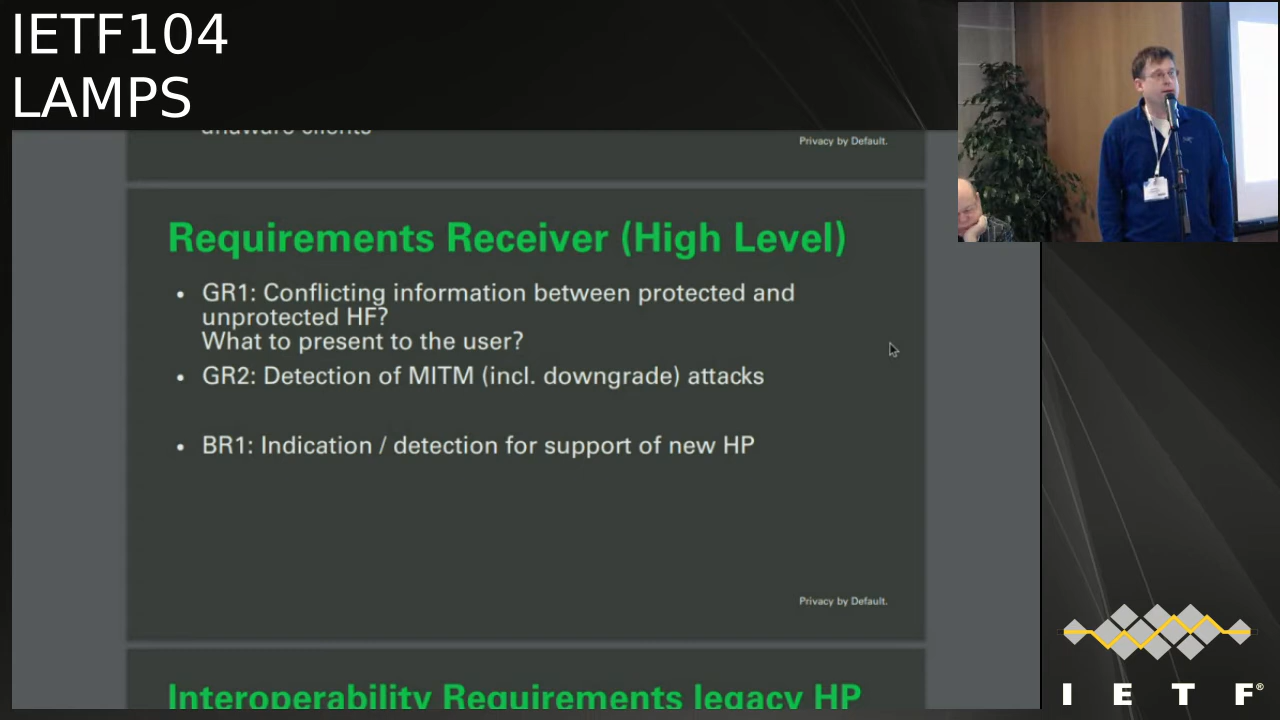 IETF104
LAMPS
unaware clients
Privacy by Default.
Requirements Receiver (High Level)
• GR1: Conflicting information between protected and
unprotected HF?
What to present to the user?
• GR2: Detection of MITM (incl. downgrade) attacks
• BR1: Indication / detection for support of new HP
Privacy by Default.
Interoperability Requirements legacy HP
I E T F®